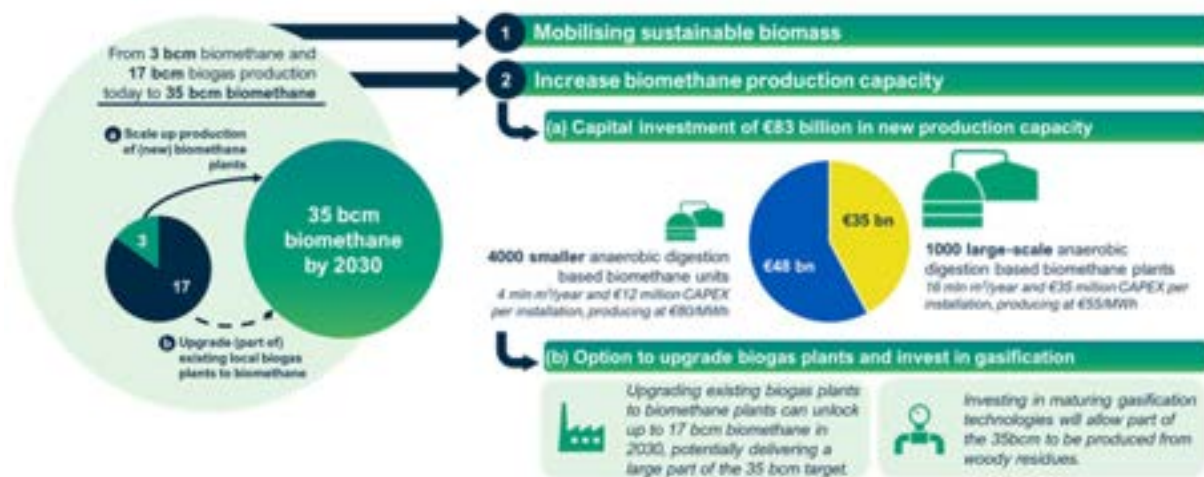 From 3 bcm biomethane and
17 bcm biogas production
today to 35 bcm biomethane
a Scale up production
of (new) biomethane
plants
3
17
35 bcm
biomethane
by 2030
b Upgrade (part of)
existing local biogas
plants to biomethane
1 Mobilising sustainable biomass
2 Increase biomethane production capacity
(a) Capital investment of €83 billion in new production capacity
4000 smaller anaerobic digestion
based biomethane units
4 mln m³/year and €12 million CAPEX
per installation, producing at €80/MWh
€48 bn
€35 bn
1000 large-scale anaerobic
digestion based biomethane plants
16 mln m³/year and €35 million CAPEX per
installation, producing at €55/MWh
(b) Option to upgrade biogas plants and invest in gasification
Upgrading existing biogas plants
to biomethane plants can unlock
up to 17 bcm biomethane in
2030, potentially delivering a
large part of the 35 bcm target.
Investing in maturing gasification
technologies will allow part of
the 35bcm to be produced from
woody residues.